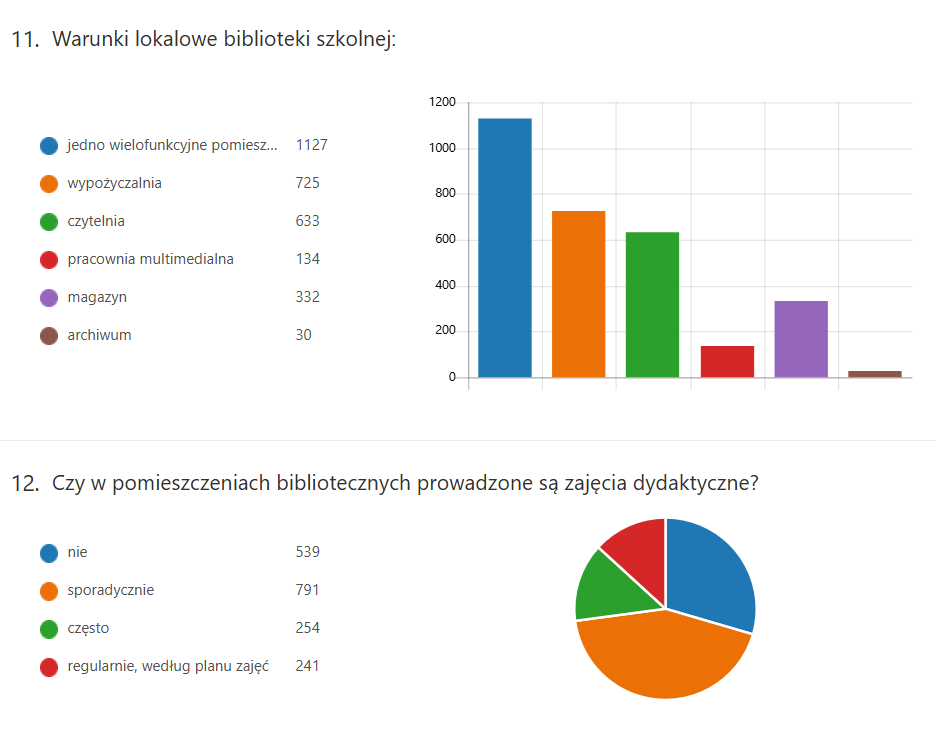 11. Warunki lokalowe biblioteki szkolnej:
jedno wielofunkcyjne pomiesz... 1127
wypożyczalnia 725
czytelnia 633
pracownia multimedialna 134
magazyn 332
archiwum 30
1200
1000
800
600
400
200
0
12. Czy w pomieszczeniach bibliotecznych prowadzone są zajęcia dydaktyczne?
nie 539
sporadycznie 791
często 254
regularnie, według planu zajęć 241